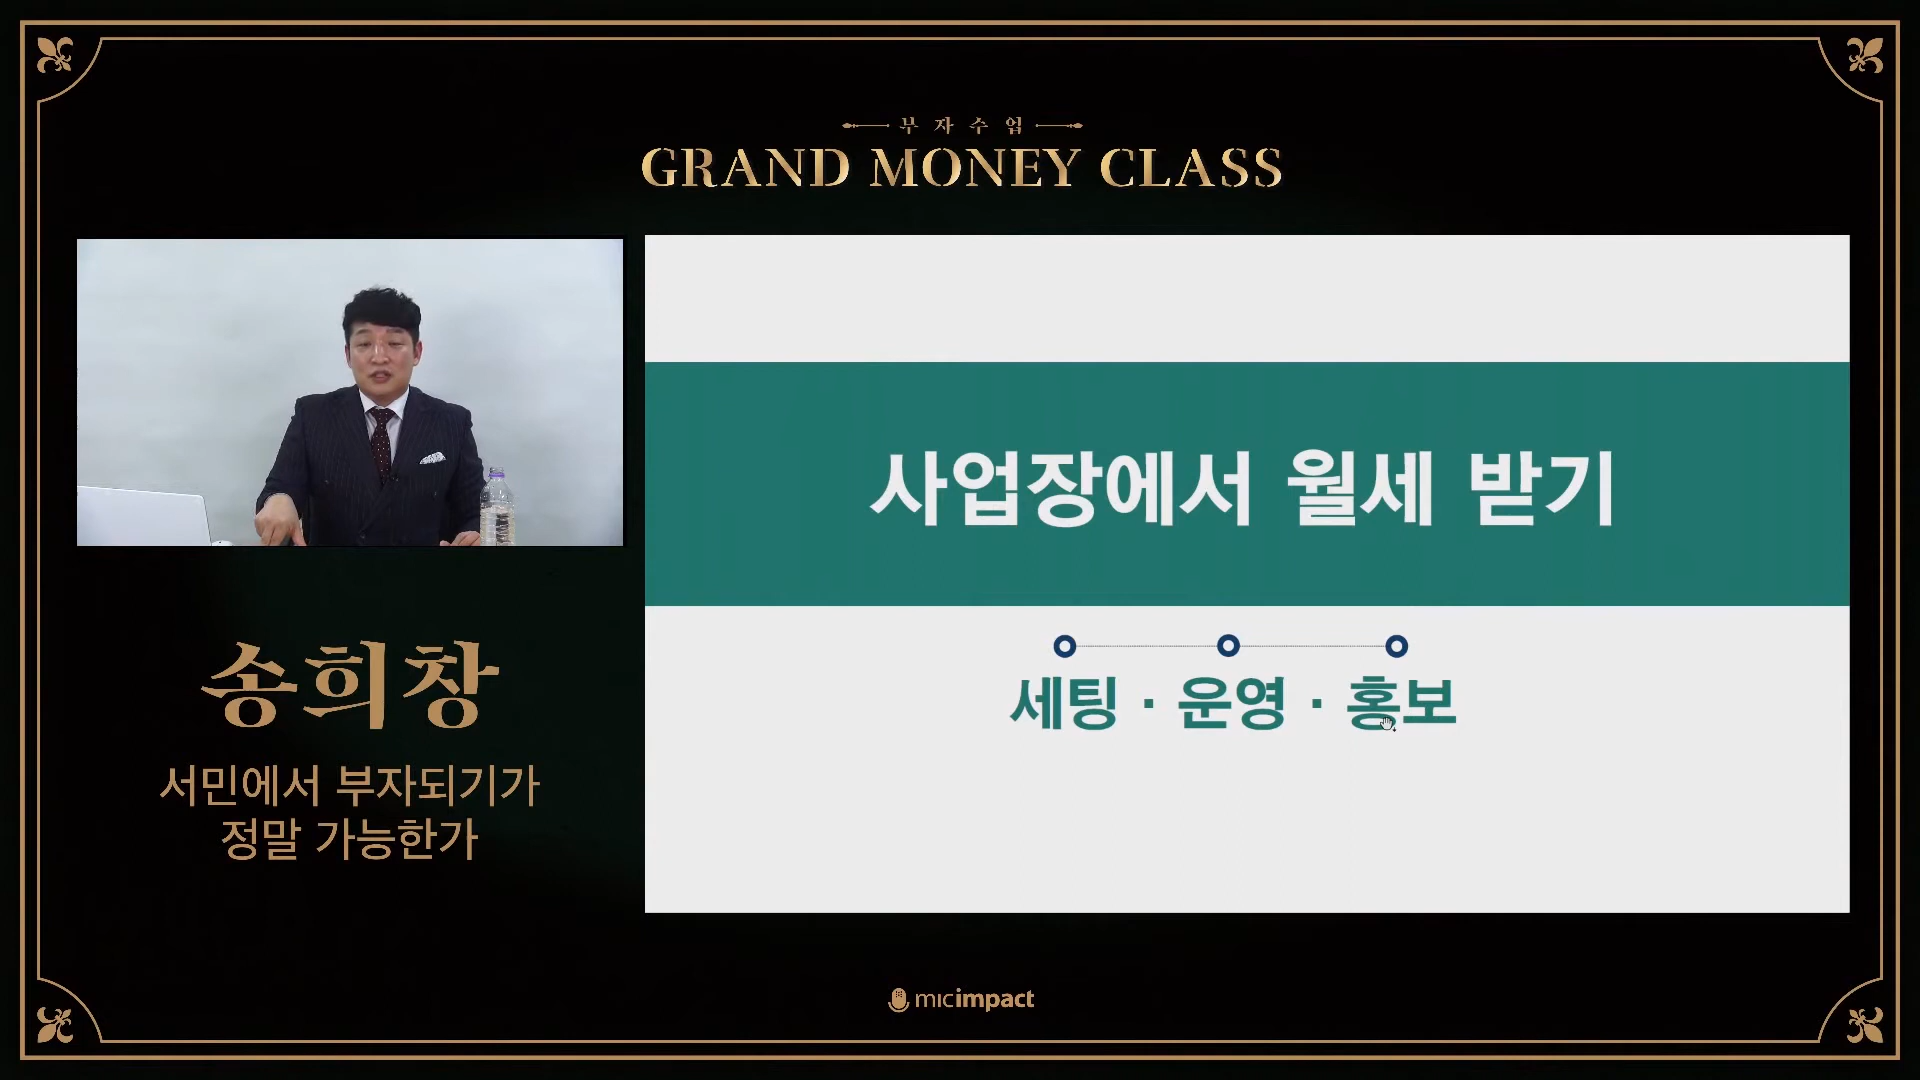 부자수업
GRAND MONEY CLASS
사업장에서 월세 받기
세팅 · 운영 · 홍보
송희창
서민에서 부자되기가
정말 가능한가
micimpact